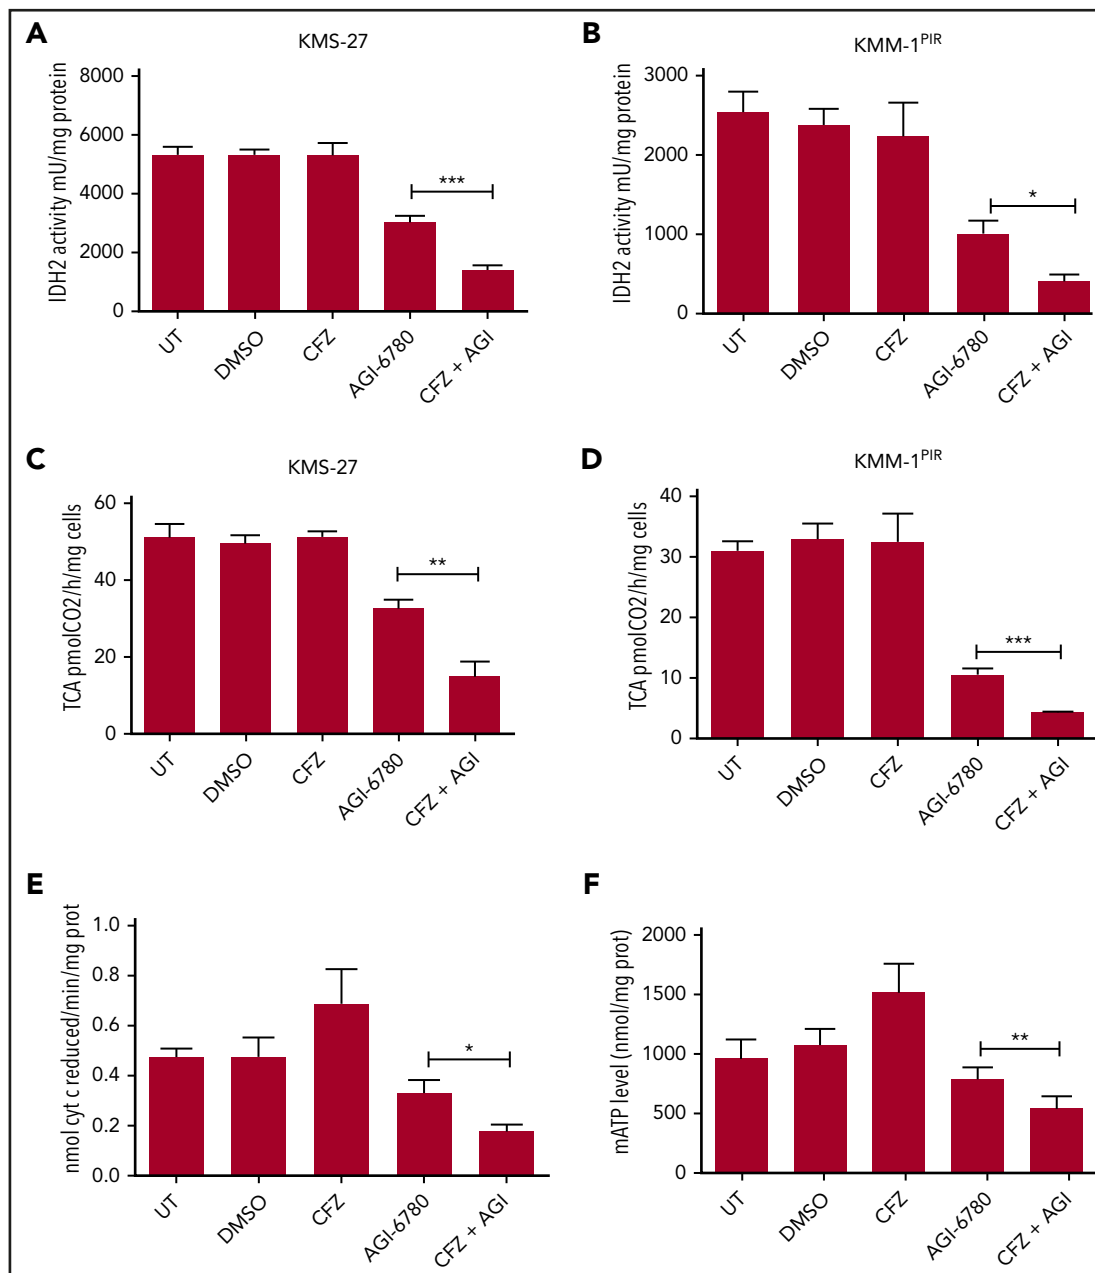 A
KMS-27
IDH2 activity mU/mg protein
8000
6000
4000
2000
0
***
UT
DMSO
CFZ
AGI-6780
CFZ + AGI
B
KMM-1PIR
IDH2 activity mU/mg protein
3000
2000
1000
0
*
UT
DMSO
CFZ
AGI-6780
CFZ + AGI
C
KMS-27
TCA pmolCO2/h/mg cells
60
40
20
0
**
UT
DMSO
CFZ
AGI-6780
CFZ + AGI
D
KMM-1PIR
TCA pmolCO2/h/mg cells
40
30
20
10
0
***
UT
DMSO
CFZ
AGI-6780
CFZ + AGI
E
nmol cyt c reduced/min/mg prot
1.0
0.8
0.6
0.4
0.2
0.0
*
UT
DMSO
CFZ
AGI-6780
CFZ + AGI
F
mATP level (nmol/mg prot)
2000
1500
1000
500
0
**
UT
DMSO
CFZ
AGI-6780
CFZ + AGI